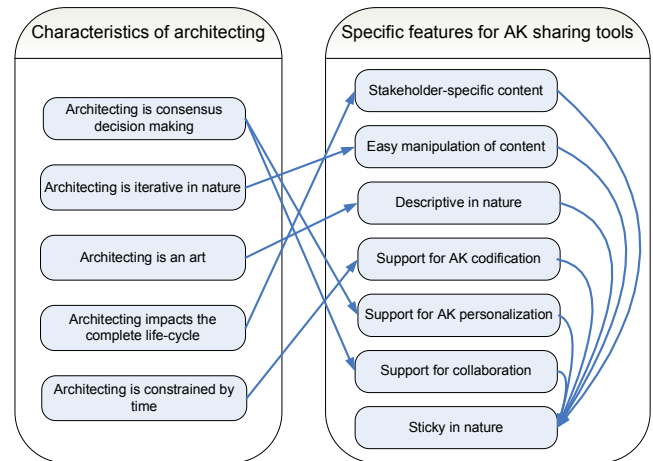 Characteristics of architecting
Architecting is consensus
decision making
Architecting is iterative in nature
Architecting is an art
Architecting impacts the
complete life-cycle
Architecting is constrained by
time
Specific features for AK sharing tools
Stakeholder-specific content
Easy manipulation of content
Descriptive in nature
Support for AK codification
Support for AK personalization
Support for collaboration
Sticky in nature